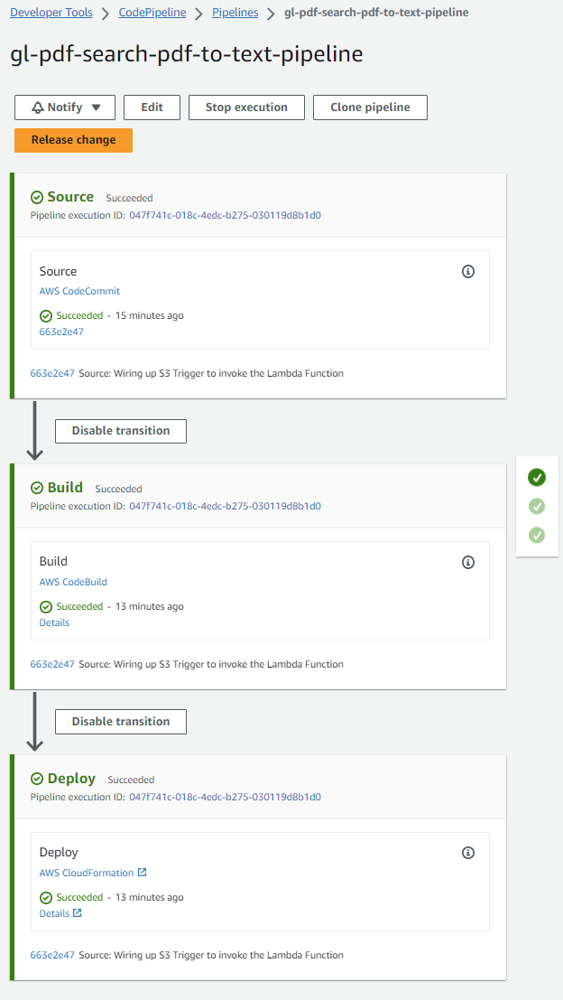 Developer Tools > CodePipeline > Pipelines > gl-pdf-search-pdf-to-text-pipeline
gl-pdf-search-pdf-to-text-pipeline
Notify Edit Stop execution Clone pipeline
Release change
Source Succeeded
Pipeline execution ID: 047f741c-018c-4edc-b275-030119d8b1d0
Source
AWS CodeCommit
Succeeded - 15 minutes ago
663e2e47
663e2e47 Source: Wiring up S3 Trigger to invoke the Lambda Function
Disable transition
Build Succeeded
Pipeline execution ID: 047f741c-018c-4edc-b275-030119d8b1d0
Build
AWS CodeBuild
Succeeded - 13 minutes ago
Details
663e2e47 Source: Wiring up S3 Trigger to invoke the Lambda Function
Disable transition
Deploy Succeeded
Pipeline execution ID: 047f741c-018c-4edc-b275-030119d8b1d0
Deploy
AWS CloudFormation
Succeeded - 13 minutes ago
Details
663e2e47 Source: Wiring up S3 Trigger to invoke the Lambda Function